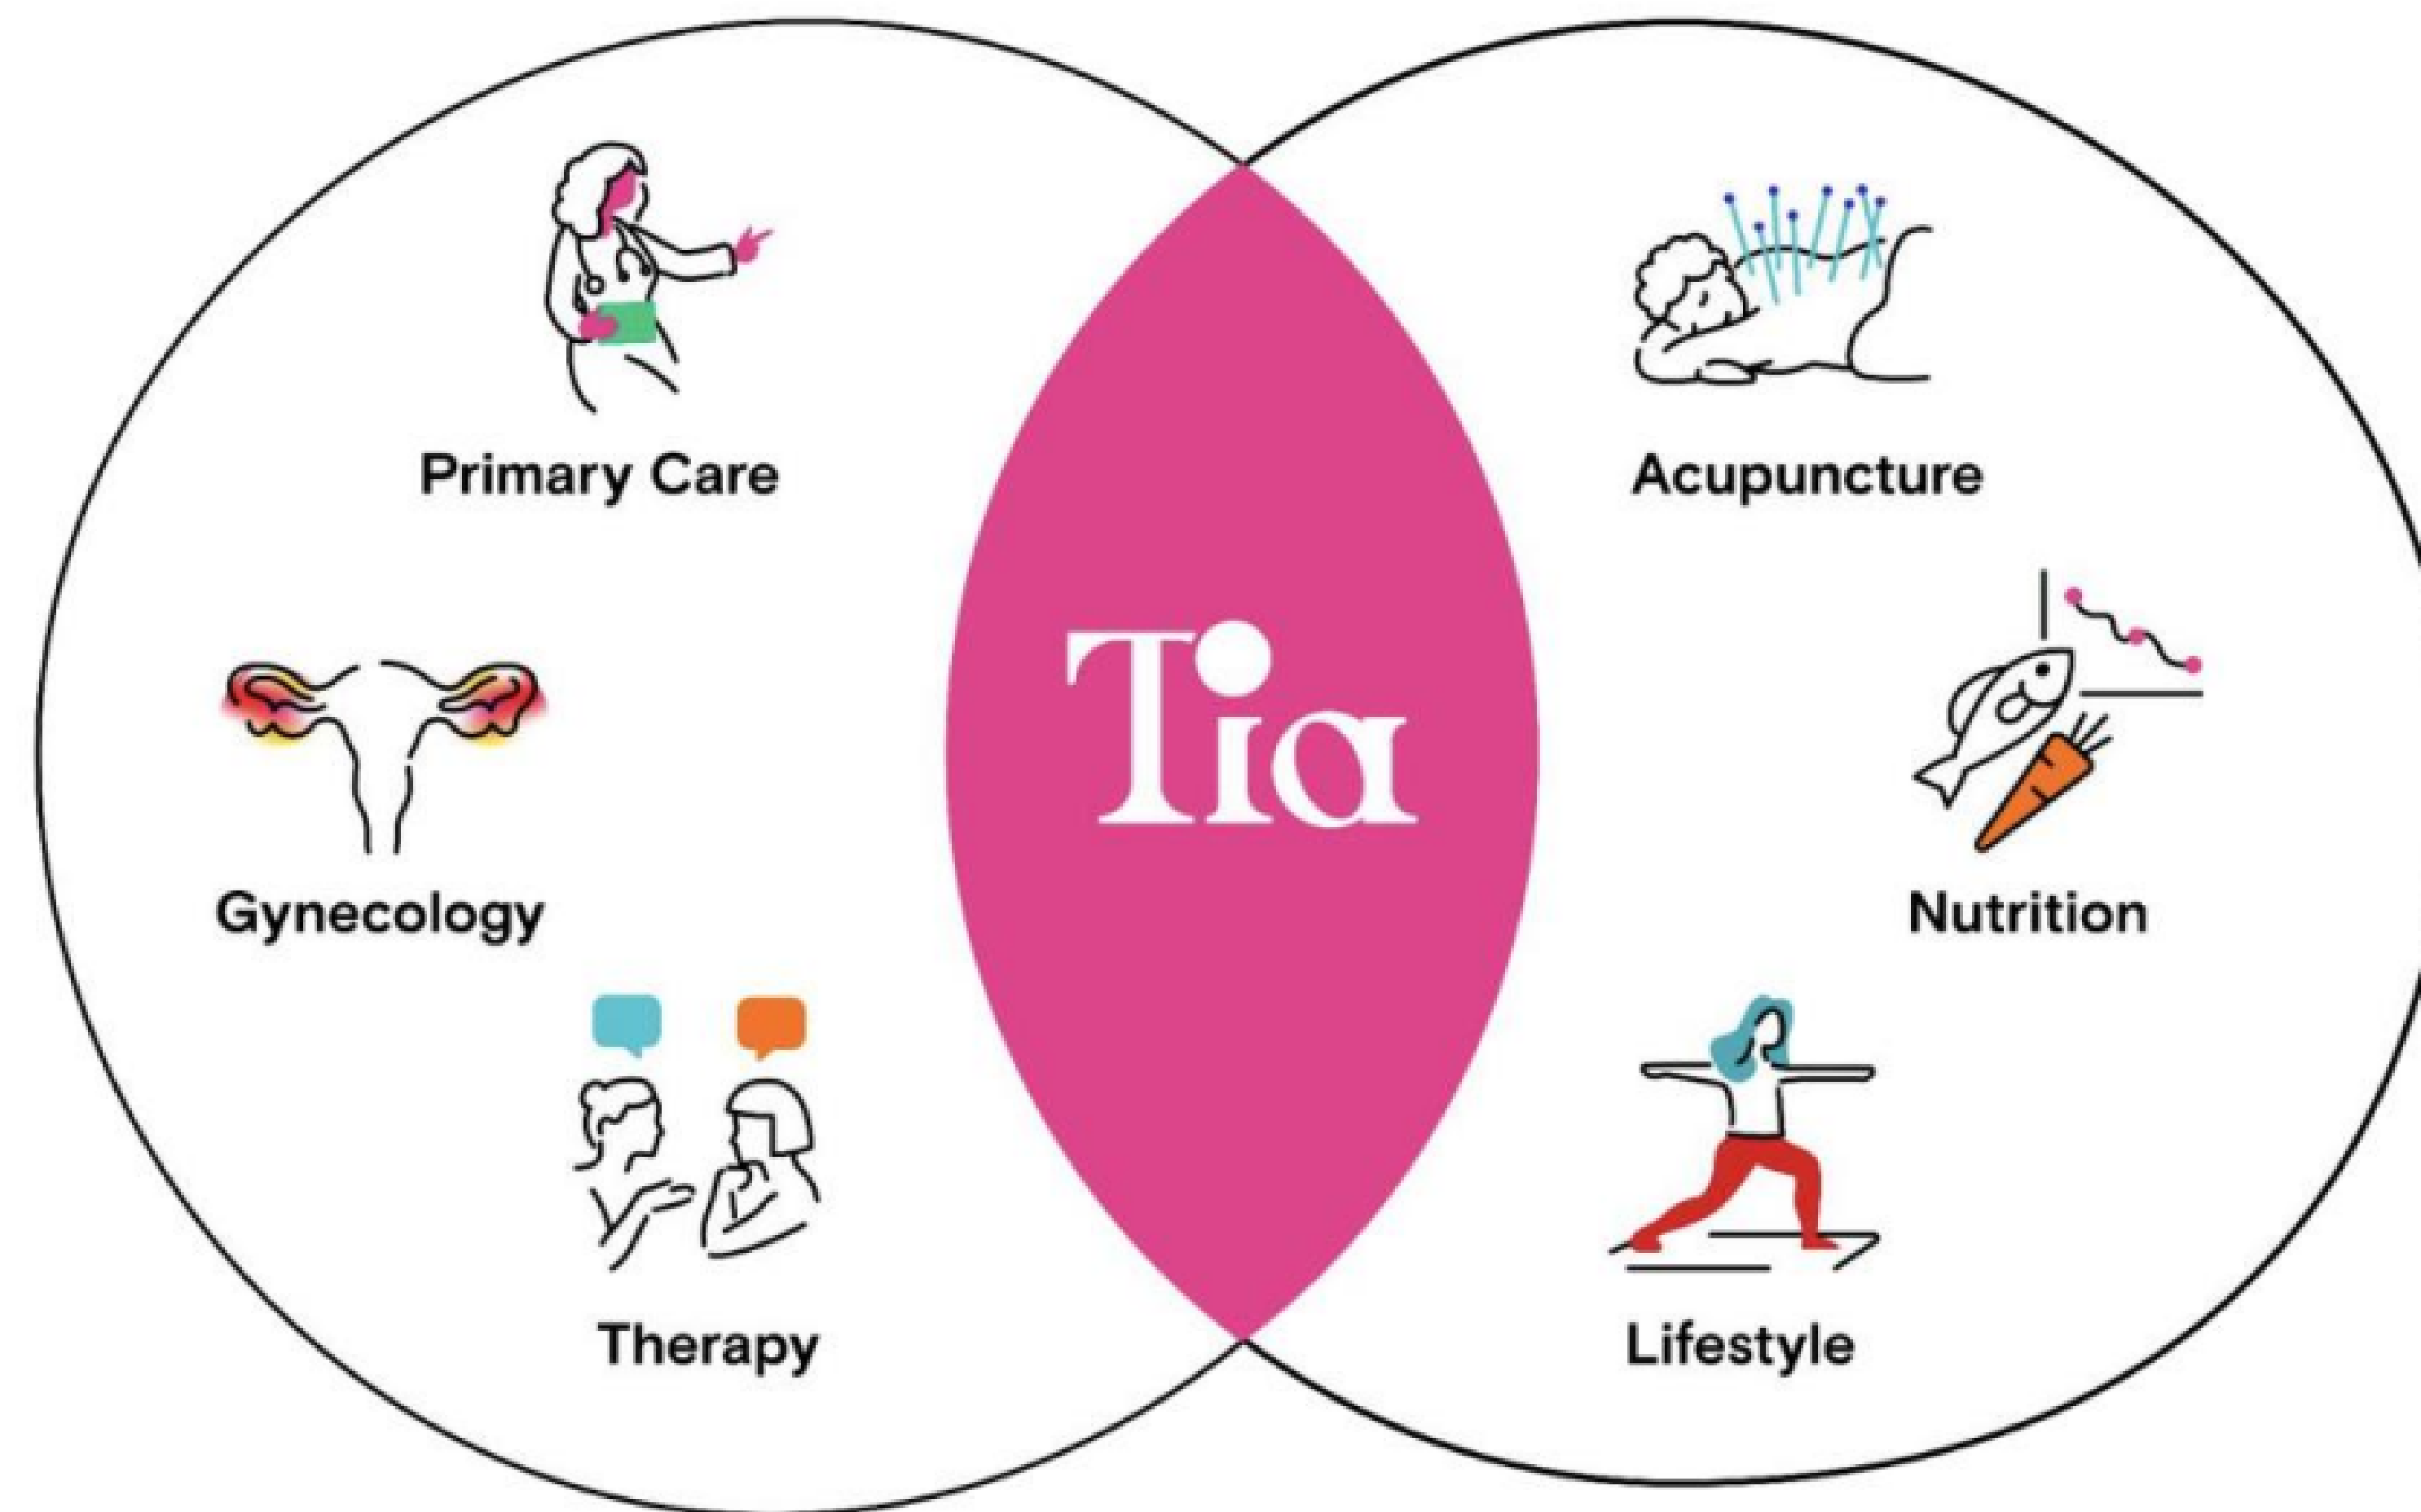 Primary Care
Acupuncture
Tia
Gynecology
Nutrition
Therapy
Lifestyle